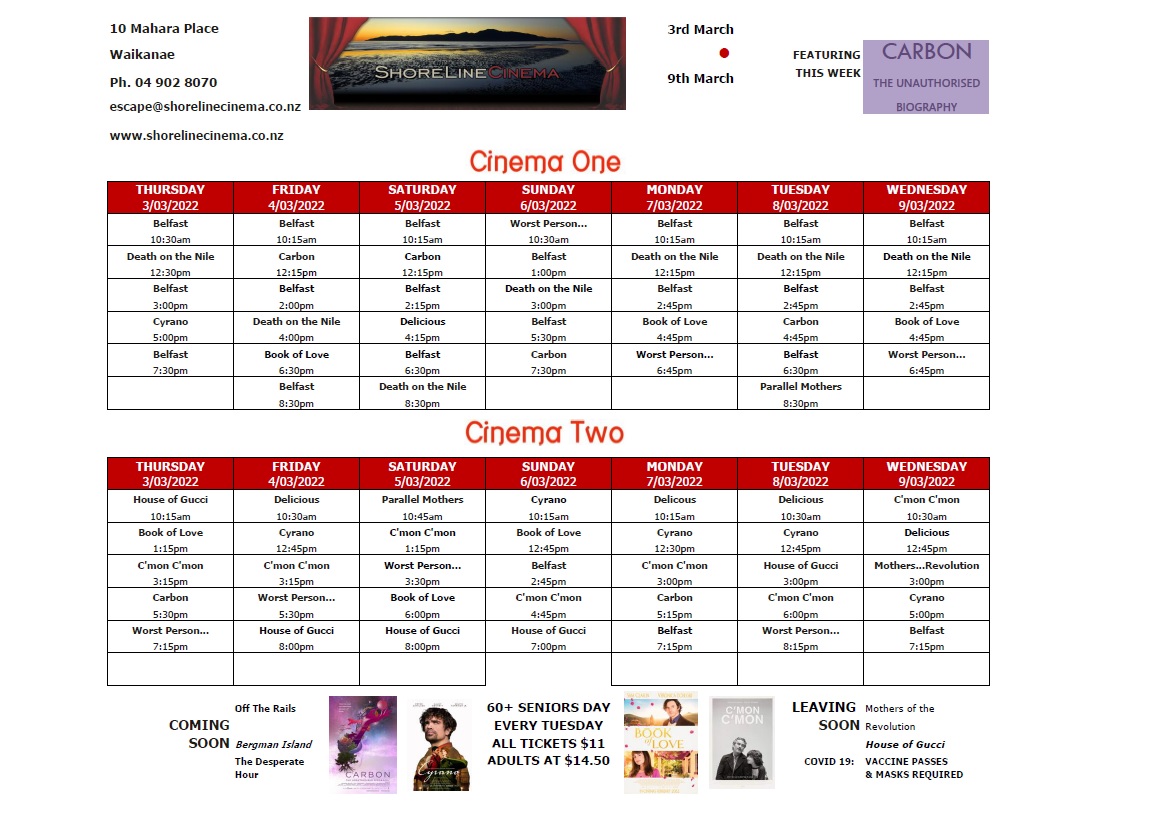 10 Mahara Place
Waikanae
Ph. 04 902 8070
escape@shorelinecinema.co.nz
www.shorelinecinema.co.nz
SHORELINECINEMA
3rd March
9th March
FEATURING
THIS WEEK
CARBON
THE UNAUTHORISED
BIOGRAPHY
Cinema One
THURSDAY FRIDAY SATURDAY SUNDAY MONDAY TUESDAY WEDNESDAY
3/03/2022 4/03/2022 5/03/2022 6/03/2022 7/03/2022 8/03/2022 9/03/2022
Belfast Belfast Belfast Worst Person... Belfast Belfast Belfast
10:30am 10:15am 10:15am 10:30am 10:15am 10:15am 10:15am
Death on the Nile Carbon Carbon Belfast Death on the Nile Death on the Nile Death on the Nile
12:30pm 12:15pm 12:15pm 1:00pm 12:15pm 12:15pm 12:15pm
Belfast Belfast Belfast Death on the Nile Belfast Belfast Belfast
3:00pm 2:00pm 2:15pm 3:00pm 2:45pm 2:45pm 2:45pm
Cyrano Death on the Nile Delicious Belfast Book of Love Carbon Book of Love
5:00pm 4:00pm 4:15pm 5:30pm 4:45pm 4:45pm 4:45pm
Belfast Book of Love Belfast Carbon Worst Person... Belfast Worst Person...
7:30pm 6:30pm 6:30pm 7:30pm 6:45pm 6:30pm 6:45pm
Belfast Death on the Nile Parallel Mothers
8:30pm 8:30pm 8:30pm
Cinema Two
THURSDAY FRIDAY SATURDAY SUNDAY MONDAY TUESDAY WEDNESDAY
3/03/2022 4/03/2022 5/03/2022 6/03/2022 7/03/2022 8/03/2022 9/03/2022
House of Gucci Delicious Parallel Mothers Cyrano Delicous Delicious C'mon C'mon
10:15am 10:30am 10:45am 10:15am 10:15am 10:30am 10:30am
Book of Love Cyrano C'mon C'mon Book of Love Cyrano Cyrano Delicious
1:15pm 12:45pm 1:15pm 12:45pm 12:30pm 12:45pm 12:45pm
C'mon C'mon C'mon C'mon Worst Person... Belfast C'mon C'mon House of Gucci Mothers...Revolution
3:15pm 3:15pm 3:30pm 2:45pm 3:00pm 3:00pm 3:00pm
Carbon Worst Person... Book of Love C'mon C'mon Carbon C'mon C'mon Cyrano
5:30pm 5:30pm 6:00pm 4:45pm 5:15pm 6:00pm 5:00pm
Worst Person... House of Gucci House of Gucci House of Gucci Belfast Worst Person... Belfast
7:15pm 8:00pm 8:00pm 7:00pm 7:15pm 8:15pm 7:15pm
COMING
SOON
Off The Rails
Bergman Island
The Desperate
Hour
CARBON
Cyrano
60+ SENIORS DAY
EVERY TUESDAY
ALL TICKETS $11
ADULTS AT $14.50
BOOK
of LOVE
C'MON
C'MON
LEAVING
SOON
Mothers of the
Revolution
House of Gucci
COVID 19: VACCINE PASSES
& MASKS REQUIRED